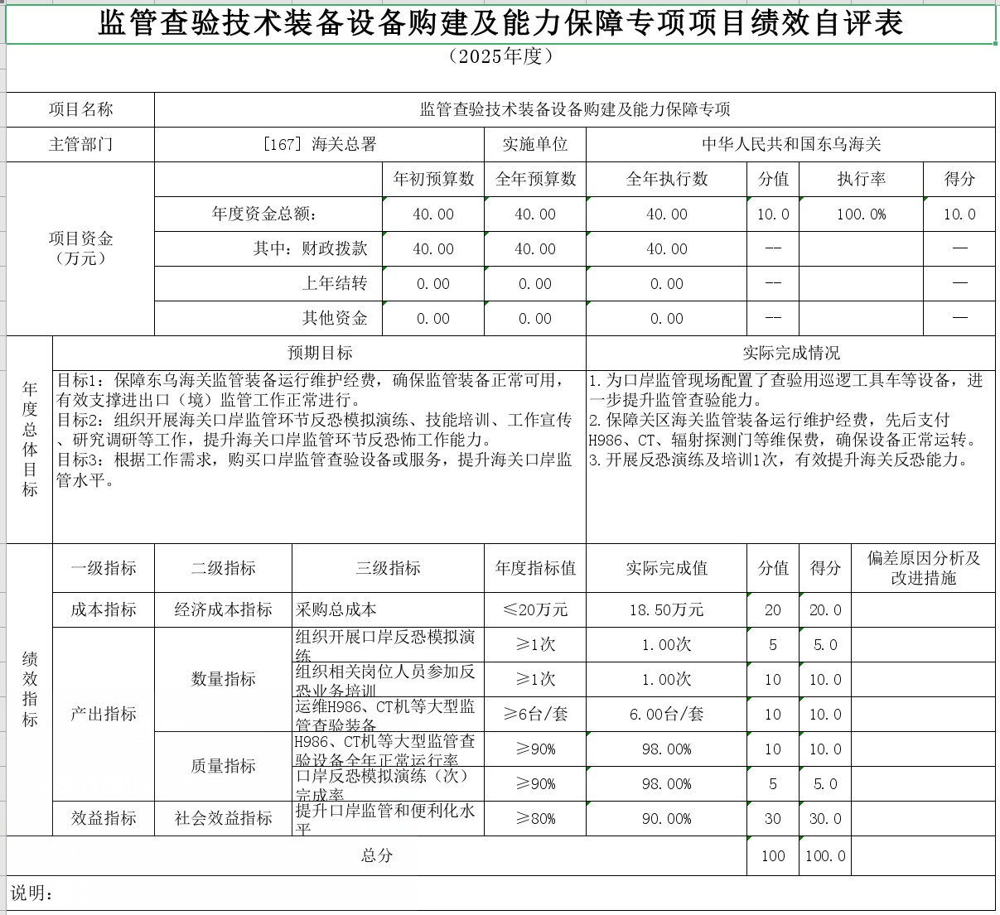 监管查验技术装备设备购建及能力保障专项项目绩效自评表
（2025年度）
项目名称 监管查验技术装备设备购建及能力保障专项
主管部门 [167] 海关总署 实施单位 中华人民共和国东乌海关
项目资金
（万元）
年初预算数 全年预算数 全年执行数 分值 执行率 得分
年度资金总额： 40.00 40.00 40.00 10.0 100.0% 10.0
其中：财政拨款 40.00 40.00 40.00 —— —
上年结转 0.00 0.00 0.00 —— —
其他资金 0.00 0.00 0.00 —— —
年度总体目标
预期目标 实际完成情况
目标1：保障东乌海关监管装备运行维护经费，确保监管装备正常可用，
有效支撑进出口（境）监管工作正常进行。
目标2：组织开展海关口岸监管环节反恐模拟演练、技能培训、工作宣传
、研究调研等工作，提升海关口岸监管环节反恐怖工作能力。
目标3：根据工作需求，购买口岸监管查验设备或服务，提升海关口岸监
管水平。
1.为口岸监管现场配置了查验用巡逻工具车等设备，进
一步提升监管查验能力。
2.保障关区海关监管装备运行维护经费，先后支付
H986、CT、辐射探测门等维保费，确保设备正常运转。
3.开展反恐演练及培训1次，有效提升海关反恐能力。
绩效指标
一级指标 二级指标 三级指标 年度指标值 实际完成值 分值 得分 偏差原因分析及
改进措施
成本指标 经济成本指标 采购总成本 ≤20万元 18.50万元 20 20.0
产出指标 数量指标 组织开展口岸反恐模拟演
练 ≥1次 1.00次 5 5.0
组织相关岗位人员参加反
恐业务培训 ≥1次 1.00次 10 10.0
运维H986、CT机等大型监
管查验装备 ≥6台/套 6.00台/套 10 10.0
质量指标 H986、CT机等大型监管查
验设备全年正常运行率 ≥90% 98.00% 10 10.0
口岸反恐模拟演练（次）
完成率 ≥90% 98.00% 5 5.0
效益指标 社会效益指标 提升口岸监管和便利化水
平 ≥80% 90.00% 30 30.0
总分 100 100.0
说明：